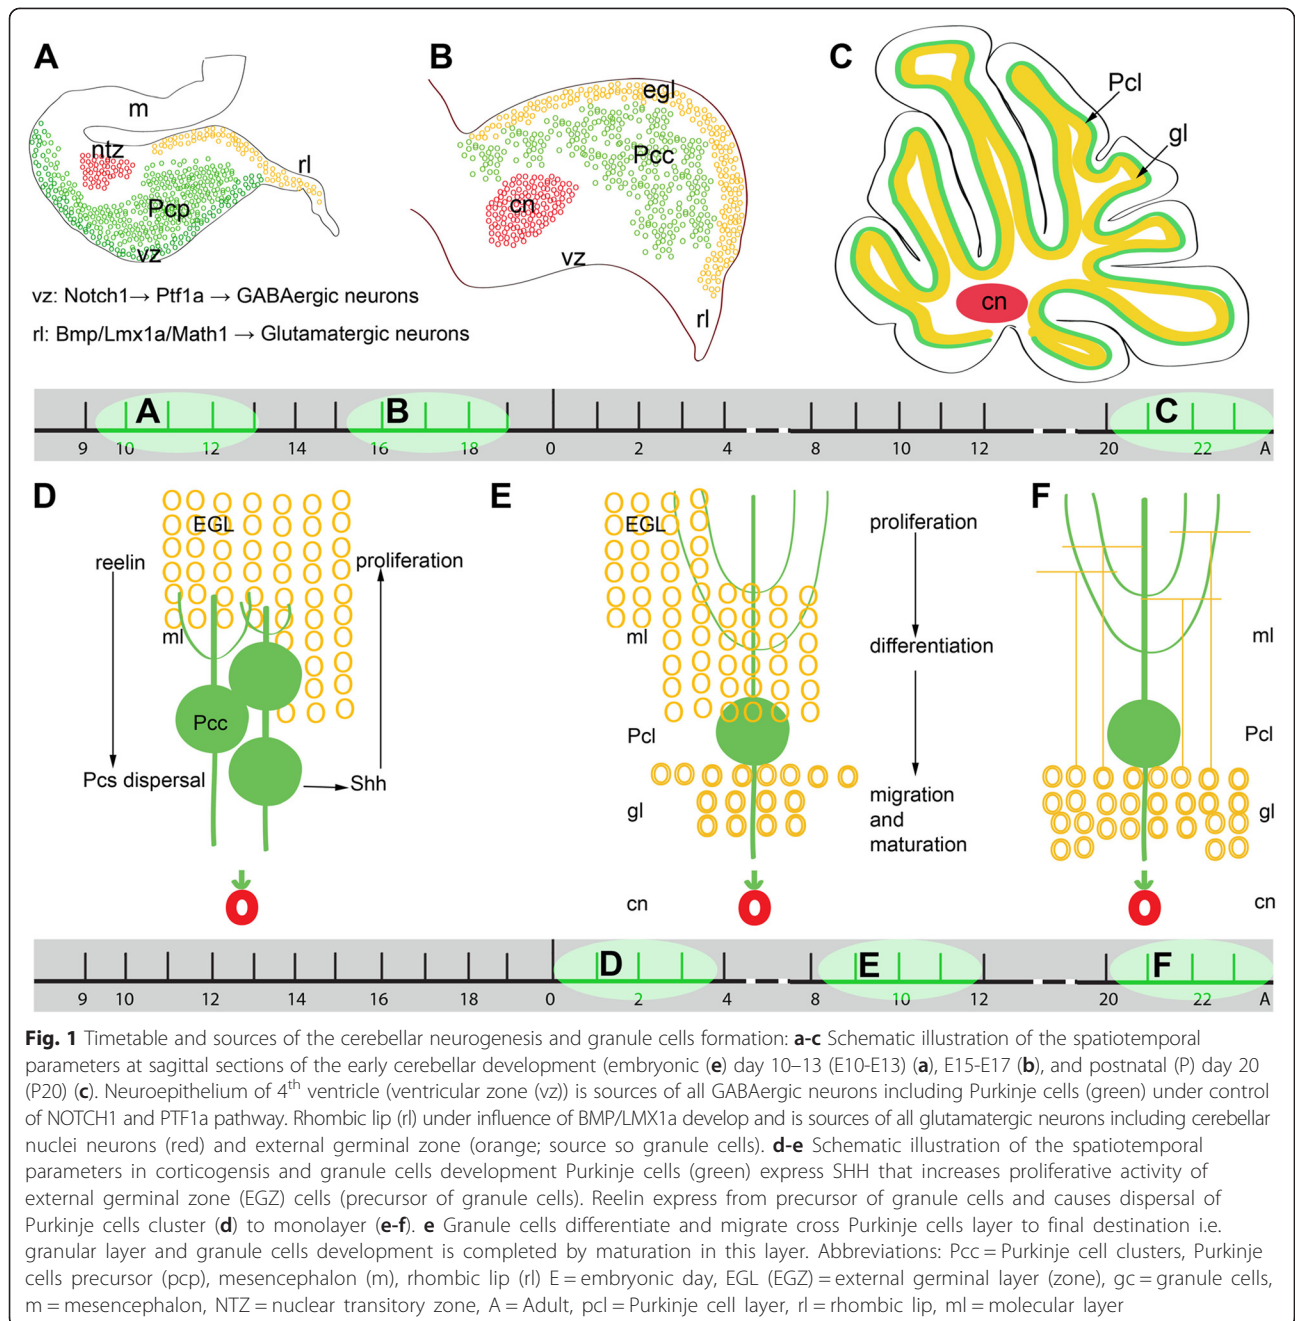 A
m
ntz
rl
Pcp
vz
vz: Notch1→ Ptf1a → GABAergic neurons
rl: Bmp/Lmx1a/Math1 → Glutamatergic neurons
B
egl
Pcc
cn
vz
rl
C
Pcl
gl
cn
A
B
C
9 10 12 14 16 18 0 2 4 8 10 12 20 22 A
D
EGL
reelin
proliferation
ml
Pcc
Pcs dispersal
Shh
E
EGL
proliferation
ml
differentiation
Pcl
gl
migration
and
maturation
cn
F
ml
Pcl
gl
cn
D
E
F
9 10 12 14 16 18 0 2 4 8 10 12 20 22 A
Fig. 1 Timetable and sources of the cerebellar neurogenesis and granule cells formation: a-c Schematic illustration of the spatiotemporal
parameters at sagittal sections of the early cerebellar development (embryonic (e) day 10–13 (E10-E13) (a), E15-E17 (b), and postnatal (P) day 20
(P20) (c). Neuroepithelium of 4th ventricle (ventricular zone (vz)) is sources of all GABAergic neurons including Purkinje cells (green) under control
of NOTCH1 and PTF1a pathway. Rhombic lip (rl) under influence of BMP/LMX1a develop and is sources of all glutamatergic neurons including cerebellar
nuclei neurons (red) and external germinal zone (orange; source so granule cells). d-e Schematic illustration of the spatiotemporal
parameters in corticogensis and granule cells development Purkinje cells (green) express SHH that increases proliferative activity of
external germinal zone (EGZ) cells (precursor of granule cells). Reelin express from precursor of granule cells and causes dispersal of
Purkinje cells cluster (d) to monolayer (e-f). e Granule cells differentiate and migrate cross Purkinje cells layer to final destination i.e.
granular layer and granule cells development is completed by maturation in this layer. Abbreviations: Pcc = Purkinje cell clusters, Purkinje
cells precursor (pcp), mesencephalon (m), rhombic lip (rl) E = embryonic day, EGL (EGZ) = external germinal layer (zone), gc = granule cells,
m = mesencephalon, NTZ = nuclear transitory zone, A = Adult, pcl = Purkinje cell layer, rl = rhombic lip, ml = molecular layer